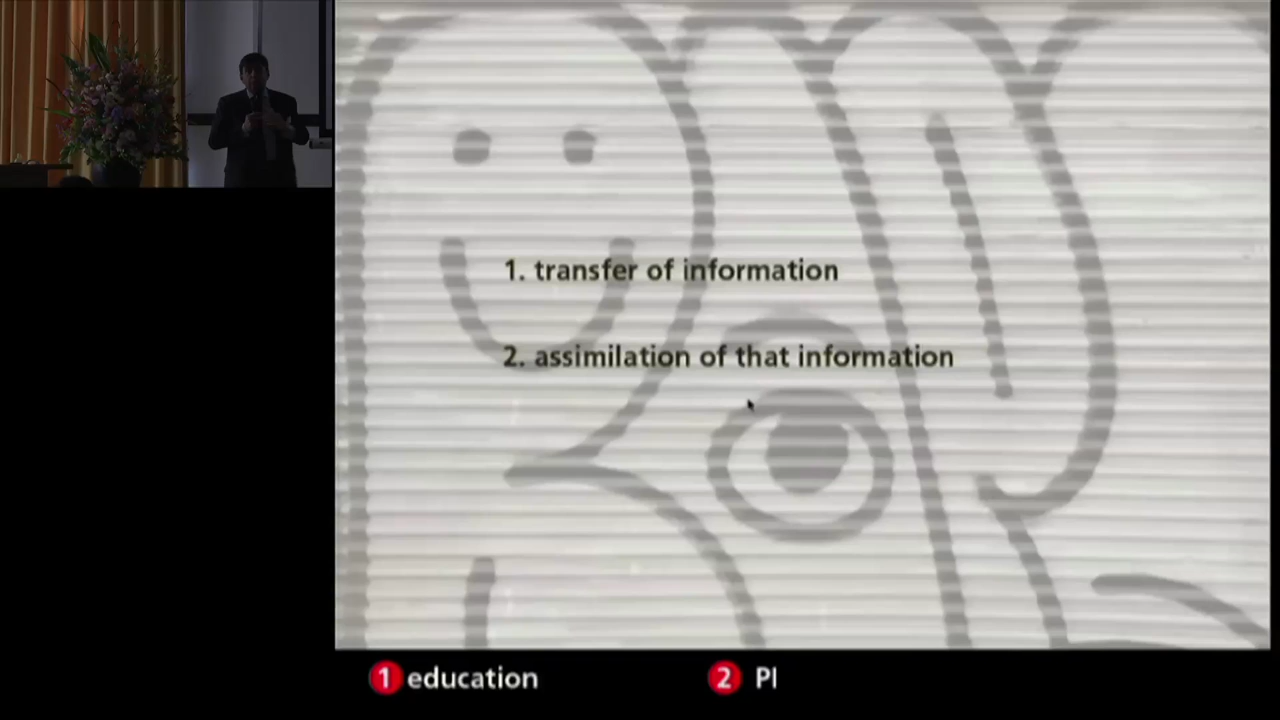 1. transfer of information
2. assimilation of that information
1 education
2 PI